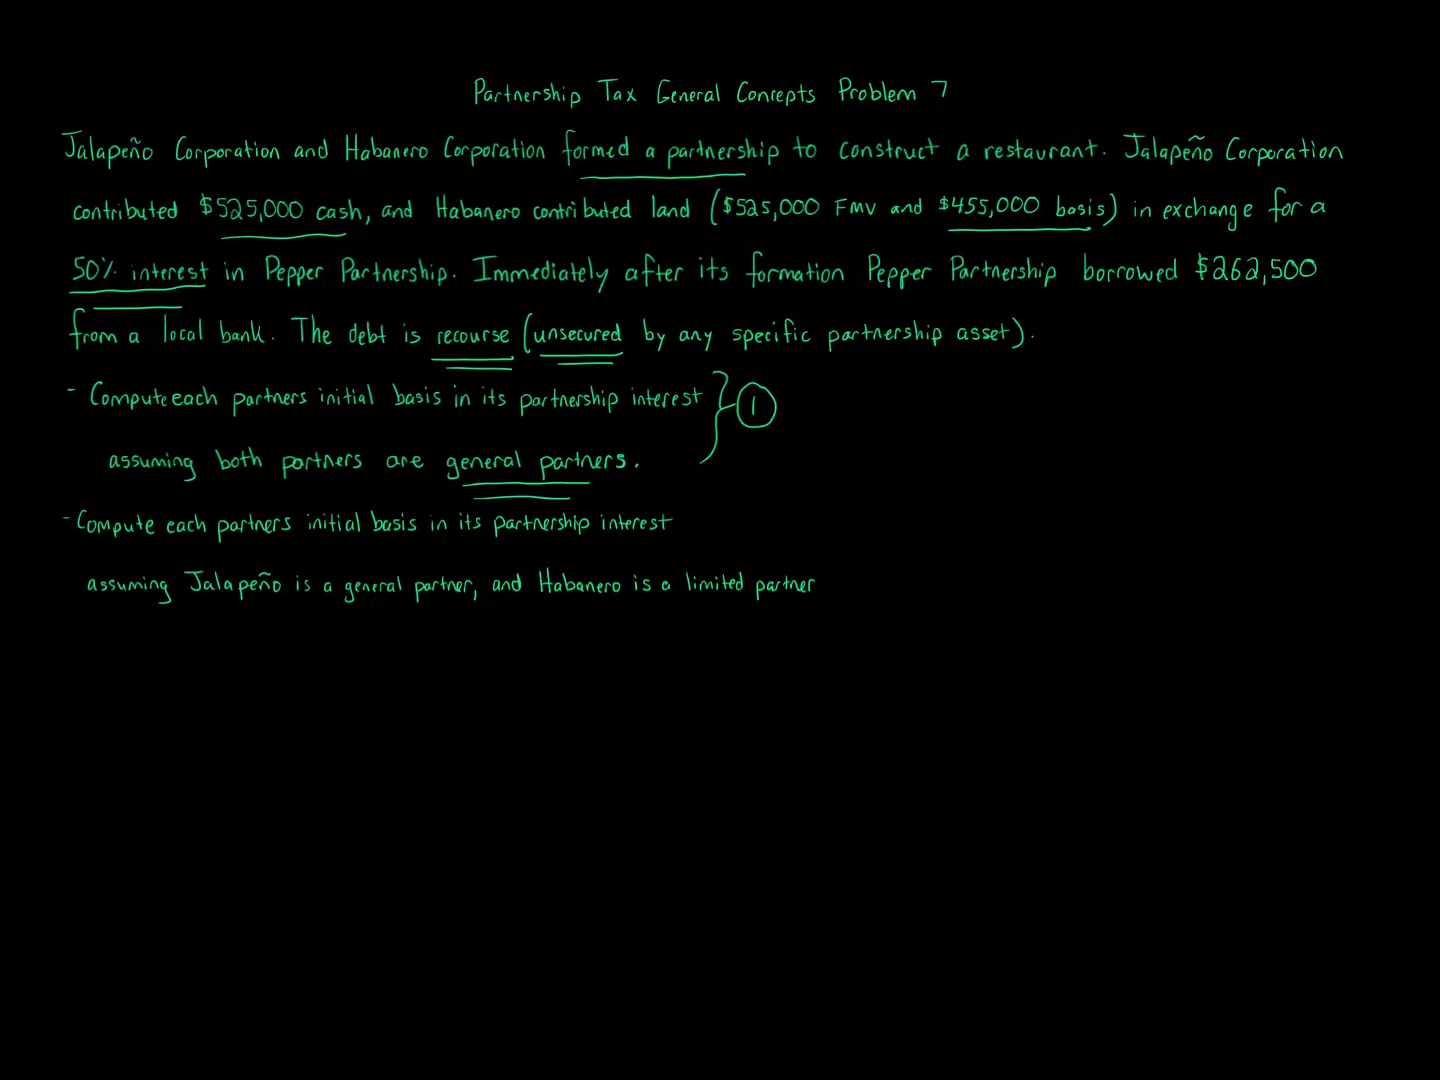 Partnership Tax General Concepts Problem 7
Jalapeño Corporation and Habanero Corporation formed a partnership to construct a restaurant. Jalapeño Corporation
contributed $525,000 cash, and Habanero contributed land ($525,000 FMV and $455,000 basis) in exchange for a
50% interest in Pepper Partnership. Immediately after its formation Pepper Partnership borrowed $262,500
from a local bank. The debt is recourse (unsecured by any specific partnership asset).
- Compute each partners initial basis in its partnership interest
assuming both partners are general partners.
1
- Compute each partners initial basis in its partnership interest
assuming Jalapeño is a general partner, and Habanero is a limited partner